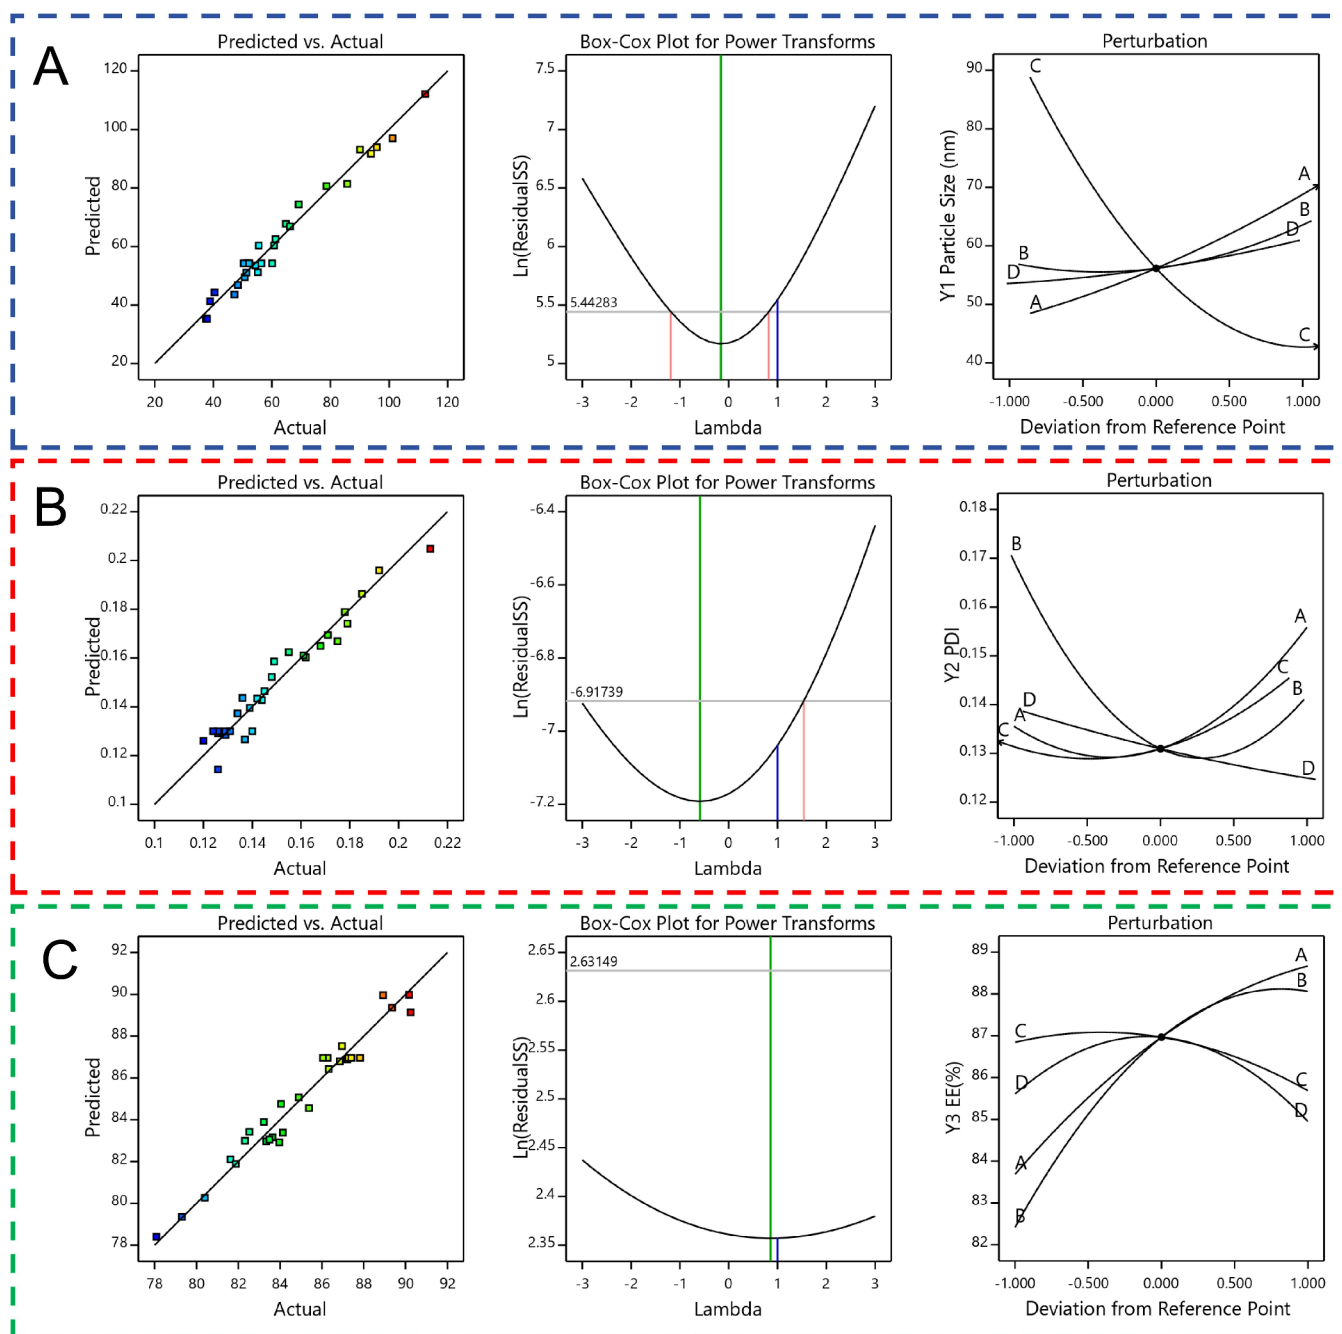 A
Predicted vs. Actual
120
100
80
60
40
20
Predicted
20 40 60 80 100 120
Actual
Box-Cox Plot for Power Transforms
7.5
7
6.5
6
5.5
5
Ln(ResidualSS)
5.44283
-3 -2 -1 0 1 2 3
Lambda
Perturbation
90
80
70
60
50
40
Y1 Particle Size (nm)
C
A
B
D
B
D
A
C
-1.000 -0.500 0.000 0.500 1.000
Deviation from Reference Point
B
Predicted vs. Actual
0.22
0.2
0.18
0.16
0.14
0.12
0.1
Predicted
0.1 0.12 0.14 0.16 0.18 0.2 0.22
Actual
Box-Cox Plot for Power Transforms
-6.4
-6.6
-6.8
-7
-7.2
Ln(ResidualSS)
-6.91739
-3 -2 -1 0 1 2 3
Lambda
Perturbation
0.18
0.17
0.16
0.15
0.14
0.13
0.12
Y2 PDI
B
A
C
B
D
A
C
D
-1.000 -0.500 0.000 0.500 1.000
Deviation from Reference Point
C
Predicted vs. Actual
92
90
88
86
84
82
80
78
Predicted
78 80 82 84 86 88 90 92
Actual
Box-Cox Plot for Power Transforms
2.65
2.6
2.55
2.5
2.45
2.4
2.35
Ln(ResidualSS)
2.63149
-3 -2 -1 0 1 2 3
Lambda
Perturbation
89
88
87
86
85
84
83
82
Y3 EE(%)
A
B
C
D
C
D
A
B
-1.000 -0.500 0.000 0.500 1.000
Deviation from Reference Point